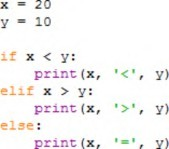 x = 20
y = 10
if x < y:
    print(x, '<', y)
elif x > y:
    print(x, '>', y)
else:
    print(x, '=', y)